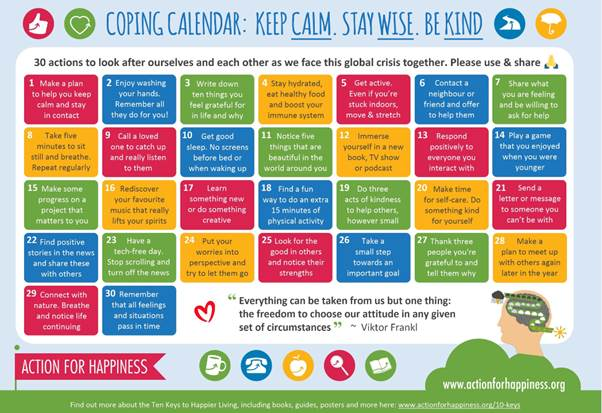 COPING CALENDAR: KEEP CALM. STAY WISE. BE KIND
30 actions to look after ourselves and each other as we face this global crisis together. Please use & share 🙏
1 Make a plan
to help you keep
calm and stay
in contact
2 Enjoy washing
your hands.
Remember all
they do for you!
3 Write down
ten things you
feel grateful for
in life and why
4 Stay hydrated,
eat healthy food
and boost your
immune system
5 Get active.
Even if you're
stuck indoors,
move & stretch
6 Contact a
neighbour or
friend and offer
to help them
7 Share what
you are feeling
and be willing to
ask for help
8 Take five
minutes to sit
still and breathe.
Repeat regularly
9 Call a loved
one to catch up
and really listen
to them
10 Get good
sleep. No screens
before bed or
when waking up
11 Notice five
things that are
beautiful in the
world around you
12 Immerse
yourself in a new
book, TV show
or podcast
13 Respond
positively to
everyone you
interact with
14 Play a game
that you enjoyed
when you were
younger
15 Make some
progress on a
project that
matters to you
16 Rediscover
your favourite
music that really
lifts your spirits
17 Learn
something new
or do something
creative
18 Find a fun
way to do an extra
15 minutes of
physical activity
19 Do three
acts of kindness
to help others,
however small
20 Make time
for self-care. Do
something kind
for yourself
21 Send a
letter or message
to someone you
can't be with
22 Find positive
stories in the news
and share these
with others
23 Have a
tech-free day.
Stop scrolling and
turn off the news
24 Put your
worries into
perspective and
try to let them go
25 Look for the
good in others
and notice their
strengths
26 Take a
small step
towards an
important goal
27 Thank three
people you're
grateful to and
tell them why
28 Make a
plan to meet up
with others again
later in the year
29 Connect with
nature. Breathe
and notice life
continuing
30 Remember
that all feelings
and situations
pass in time
“ Everything can be taken from us but one thing:
the freedom to choose our attitude in any given
set of circumstances ” ~ Viktor Frankl
ACTION FOR HAPPINESS
www.actionforhappiness.org
Find out more about the Ten Keys to Happier Living, including books, guides, posters and more here: www.actionforhappiness.org/10-keys